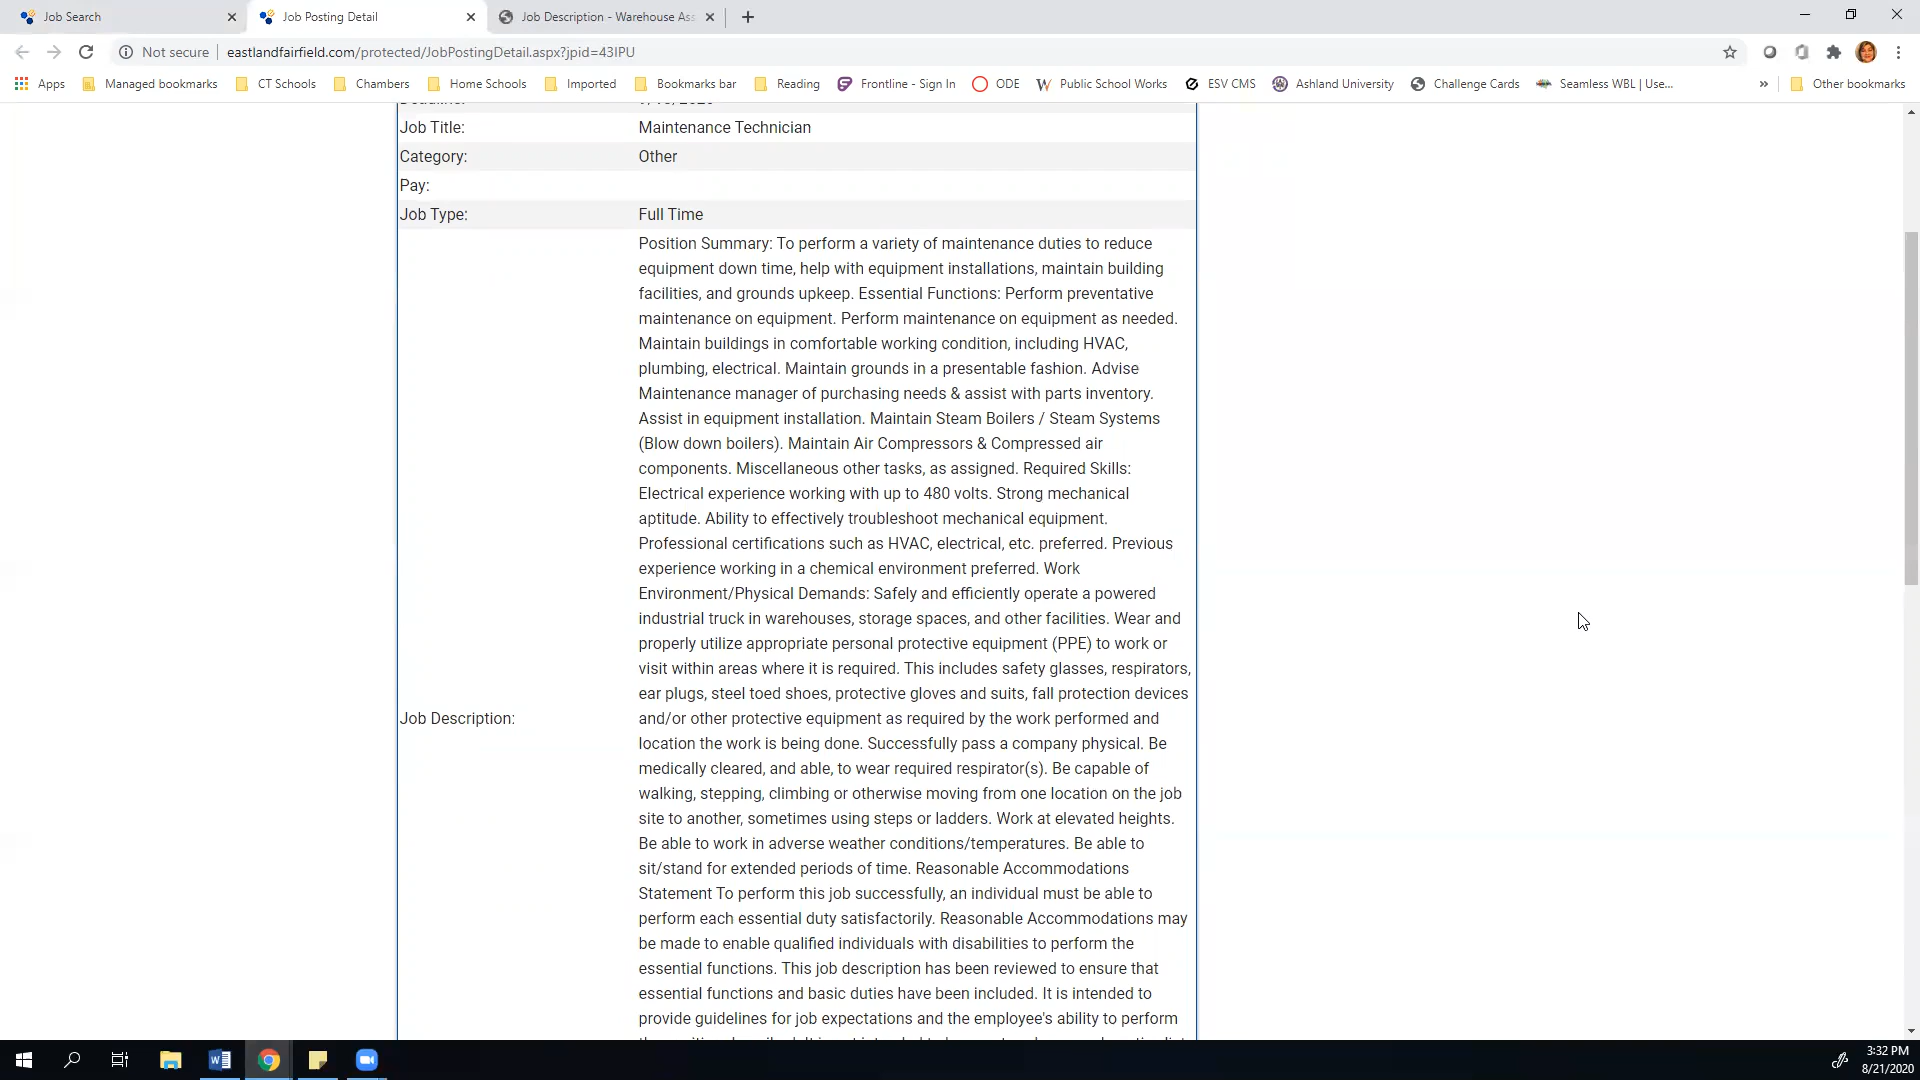 Job Search
Job Posting Detail
Job Description - Warehouse Ass
Not secure
eastlandfairfield.com/protected/JobPostingDetail.aspx?jpid=43IPU
Apps
Managed bookmarks
CT Schools
Chambers
Home Schools
Imported
Bookmarks bar
Reading
Frontline - Sign In
ODE
Public School Works
ESV CMS
Ashland University
Challenge Cards
Seamless WBL | Use...
»
Other bookmarks
Job Title: Maintenance Technician
Category: Other
Pay:
Job Type: Full Time
Job Description:
Position Summary: To perform a variety of maintenance duties to reduce
equipment down time, help with equipment installations, maintain building
facilities, and grounds upkeep. Essential Functions: Perform preventative
maintenance on equipment. Perform maintenance on equipment as needed.
Maintain buildings in comfortable working condition, including HVAC,
plumbing, electrical. Maintain grounds in a presentable fashion. Advise
Maintenance manager of purchasing needs & assist with parts inventory.
Assist in equipment installation. Maintain Steam Boilers / Steam Systems
(Blow down boilers). Maintain Air Compressors & Compressed air
components. Miscellaneous other tasks, as assigned. Required Skills:
Electrical experience working with up to 480 volts. Strong mechanical
aptitude. Ability to effectively troubleshoot mechanical equipment.
Professional certifications such as HVAC, electrical, etc. preferred. Previous
experience working in a chemical environment preferred. Work
Environment/Physical Demands: Safely and efficiently operate a powered
industrial truck in warehouses, storage spaces, and other facilities. Wear and
properly utilize appropriate personal protective equipment (PPE) to work or
visit within areas where it is required. This includes safety glasses, respirators,
ear plugs, steel toed shoes, protective gloves and suits, fall protection devices
and/or other protective equipment as required by the work performed and
location the work is being done. Successfully pass a company physical. Be
medically cleared, and able, to wear required respirator(s). Be capable of
walking, stepping, climbing or otherwise moving from one location on the job
site to another, sometimes using steps or ladders. Work at elevated heights.
Be able to work in adverse weather conditions/temperatures. Be able to
sit/stand for extended periods of time. Reasonable Accommodations
Statement To perform this job successfully, an individual must be able to
perform each essential duty satisfactorily. Reasonable Accommodations may
be made to enable qualified individuals with disabilities to perform the
essential functions. This job description has been reviewed to ensure that
essential functions and basic duties have been included. It is intended to
provide guidelines for job expectations and the employee's ability to perform
3:32 PM
8/21/2020